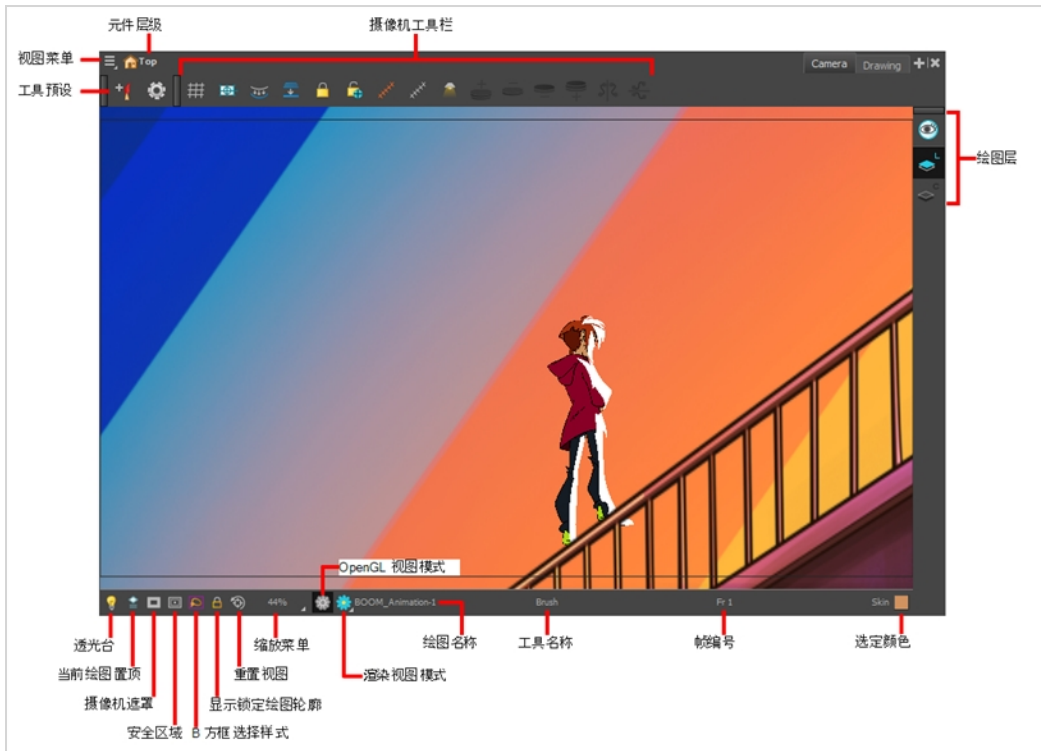 元件层级
摄像机工具栏
视图菜单
Top
Camera
Drawing
工具预设
绘图层
L
C
OpenGL 视图模式
44%
BOOM_Animation-1
Brush
Fr 1
Skin
透光台
缩放菜单
绘图名称
工具名称
帧编号
选定颜色
当前绘图置顶
重置视图
渲染视图模式
摄像机遮罩
显示锁定绘图轮廓
安全区域
B 方框选择样式